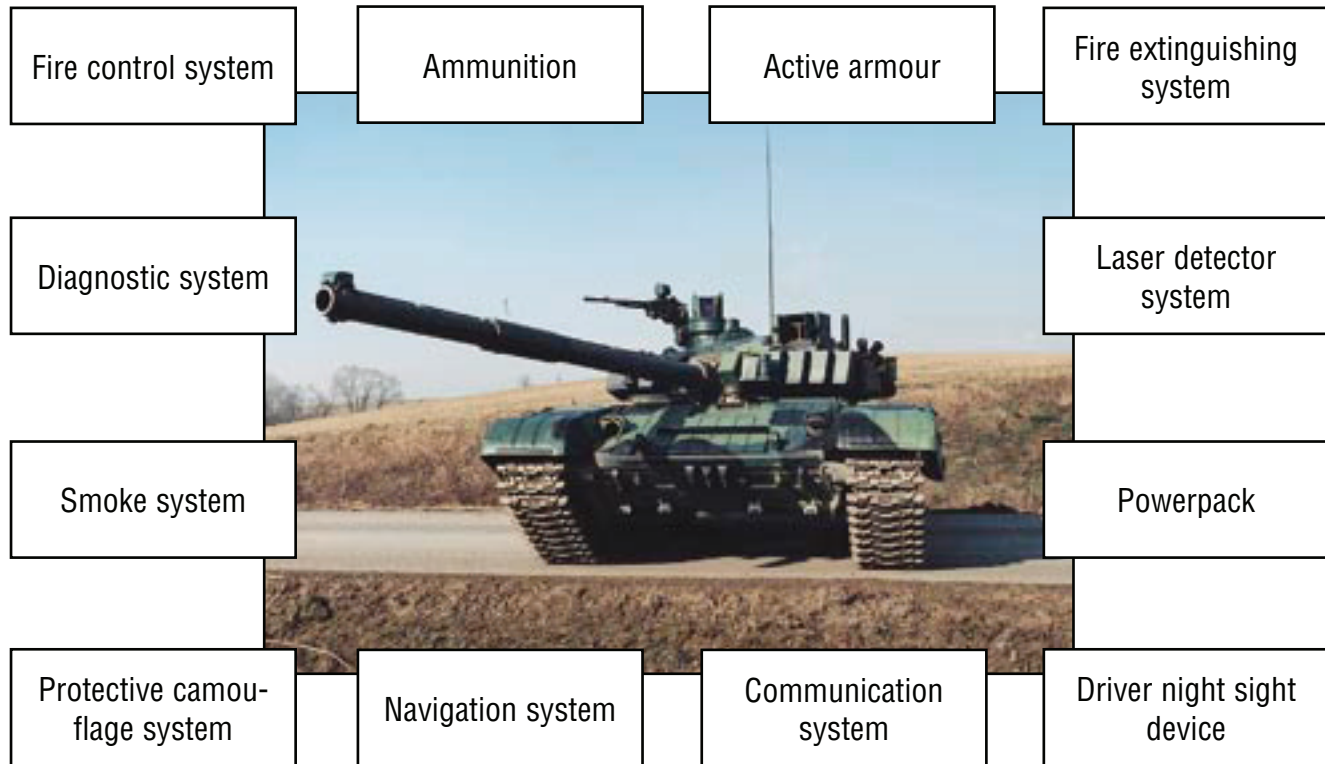 Fire control system
Ammunition
Active armour
Fire extinguishing
system
Diagnostic system
Laser detector
system
Smoke system
Powerpack
Protective camou-
flage system
Navigation system
Communication
system
Driver night sight
device